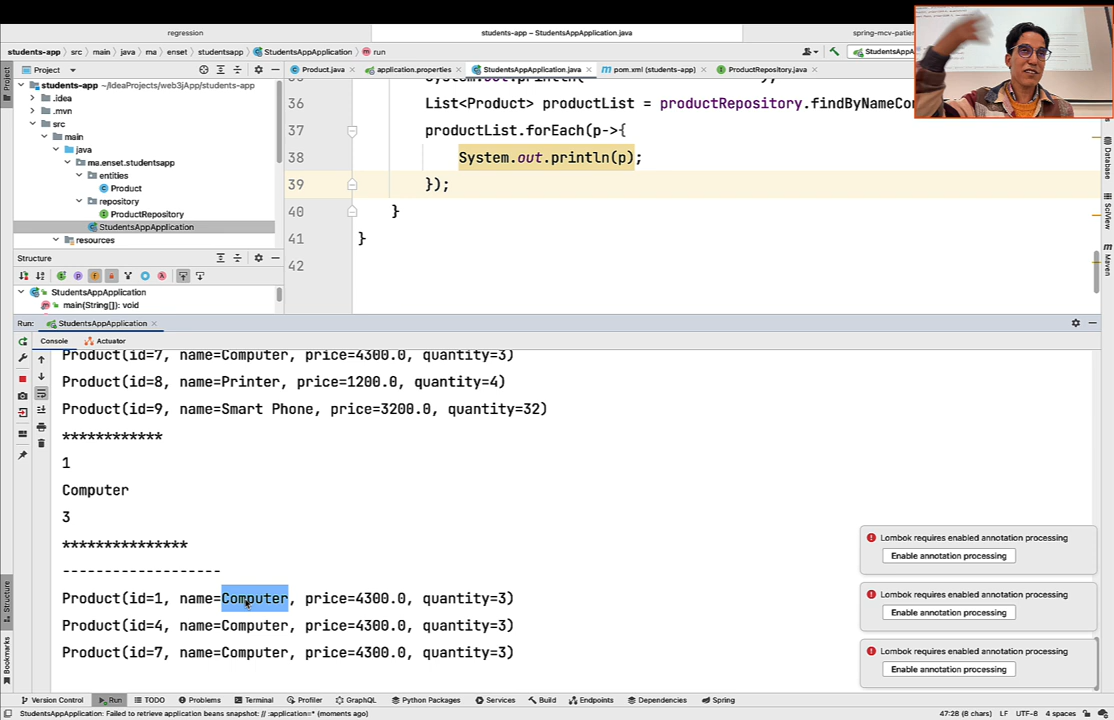 regression
students-app – StudentsAppApplication.java
spring-mcv-patie
students-app
src
main
java
ma
enset
studentsapp
StudentsAppApplication
run
StudentsAp
Project
Project
Product.java
application.properties
StudentsAppApplication.java
pom.xml (students-app)
ProductRepository.java
students-app ~/IdeaProjects/web3jApp/students-app
.idea
.mvn
src
main
java
ma.enset.studentsapp
entities
Product
repository
ProductRepository
StudentsAppApplication
resources
36 List<Product> productList = productRepository.findByNameCon
37 productList.forEach(p->{
38 System.out.println(p);
39 });
40 }
41 }
42
Database
SciView
Maven
Structure
StudentsAppApplication
main(String[]): void
Run: StudentsAppApplication
Console Actuator
Product(id=7, name=Computer, price=4300.0, quantity=3)
Product(id=8, name=Printer, price=1200.0, quantity=4)
Product(id=9, name=Smart Phone, price=3200.0, quantity=32)
************
1
Computer
3
***************
-------------------
Product(id=1, name=Computer, price=4300.0, quantity=3)
Product(id=4, name=Computer, price=4300.0, quantity=3)
Product(id=7, name=Computer, price=4300.0, quantity=3)
Lombok requires enabled annotation processing
Enable annotation processing
Lombok requires enabled annotation processing
Enable annotation processing
Lombok requires enabled annotation processing
Enable annotation processing
Structure
Bookmarks
Version Control Run TODO Problems Terminal Profiler GraphQL Python Packages Services Build Endpoints Dependencies Spring
StudentsAppApplication: Failed to retrieve application beans snapshot: // :application=* (moments ago)
47:28 (8 chars) LF UTF-8 4 spaces